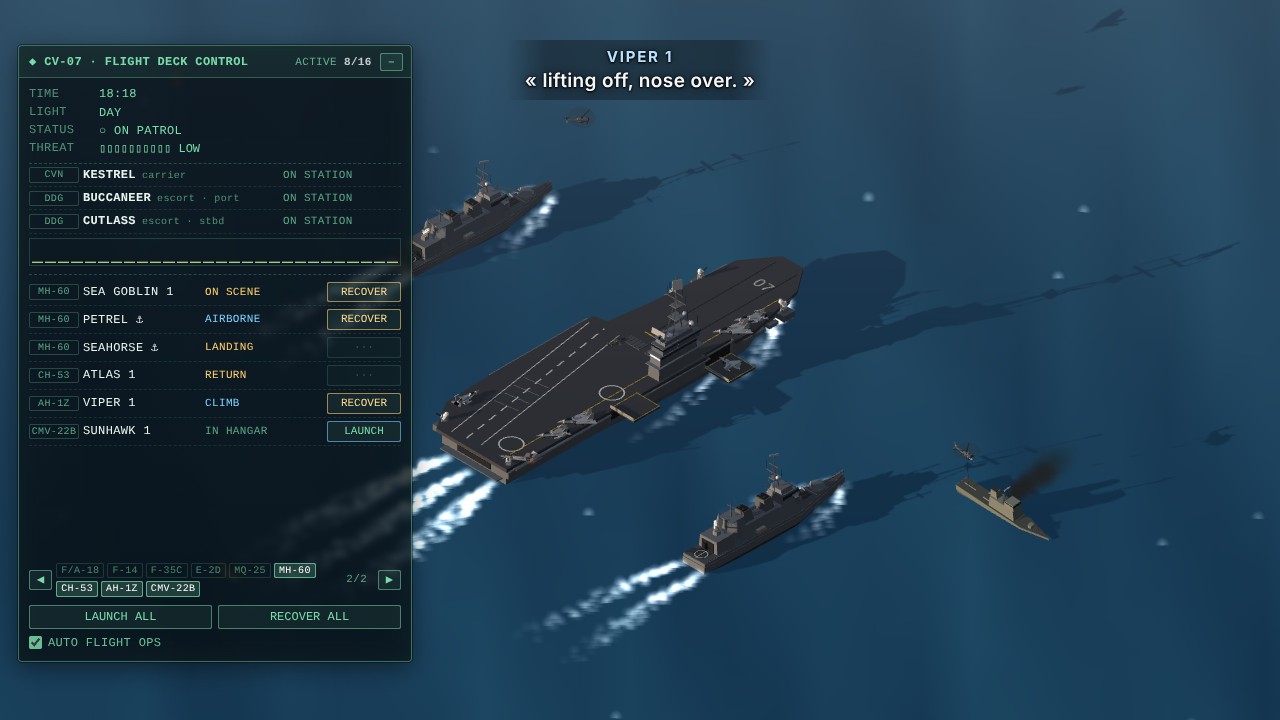 ◆ CV-07 · FLIGHT DECK CONTROL ACTIVE 8/16 –
TIME 18:18
LIGHT DAY
STATUS ○ ON PATROL
THREAT ▯▯▯▯▯▯▯▯▯▯ LOW
CVN KESTREL carrier ON STATION
DDG BUCCANEER escort · port ON STATION
DDG CUTLASS escort · stbd ON STATION
MH-60 SEA GOBLIN 1 ON SCENE RECOVER
MH-60 PETREL ⚓ AIRBORNE RECOVER
MH-60 SEAHORSE ⚓ LANDING ···
CH-53 ATLAS 1 RETURN ···
AH-1Z VIPER 1 CLIMB RECOVER
CMV-22B SUNHAWK 1 IN HANGAR LAUNCH
◀ F/A-18 F-14 F-35C E-2D MQ-25 MH-60 2/2 ▶
CH-53 AH-1Z CMV-22B
LAUNCH ALL RECOVER ALL
AUTO FLIGHT OPS
VIPER 1
« lifting off, nose over. »
07